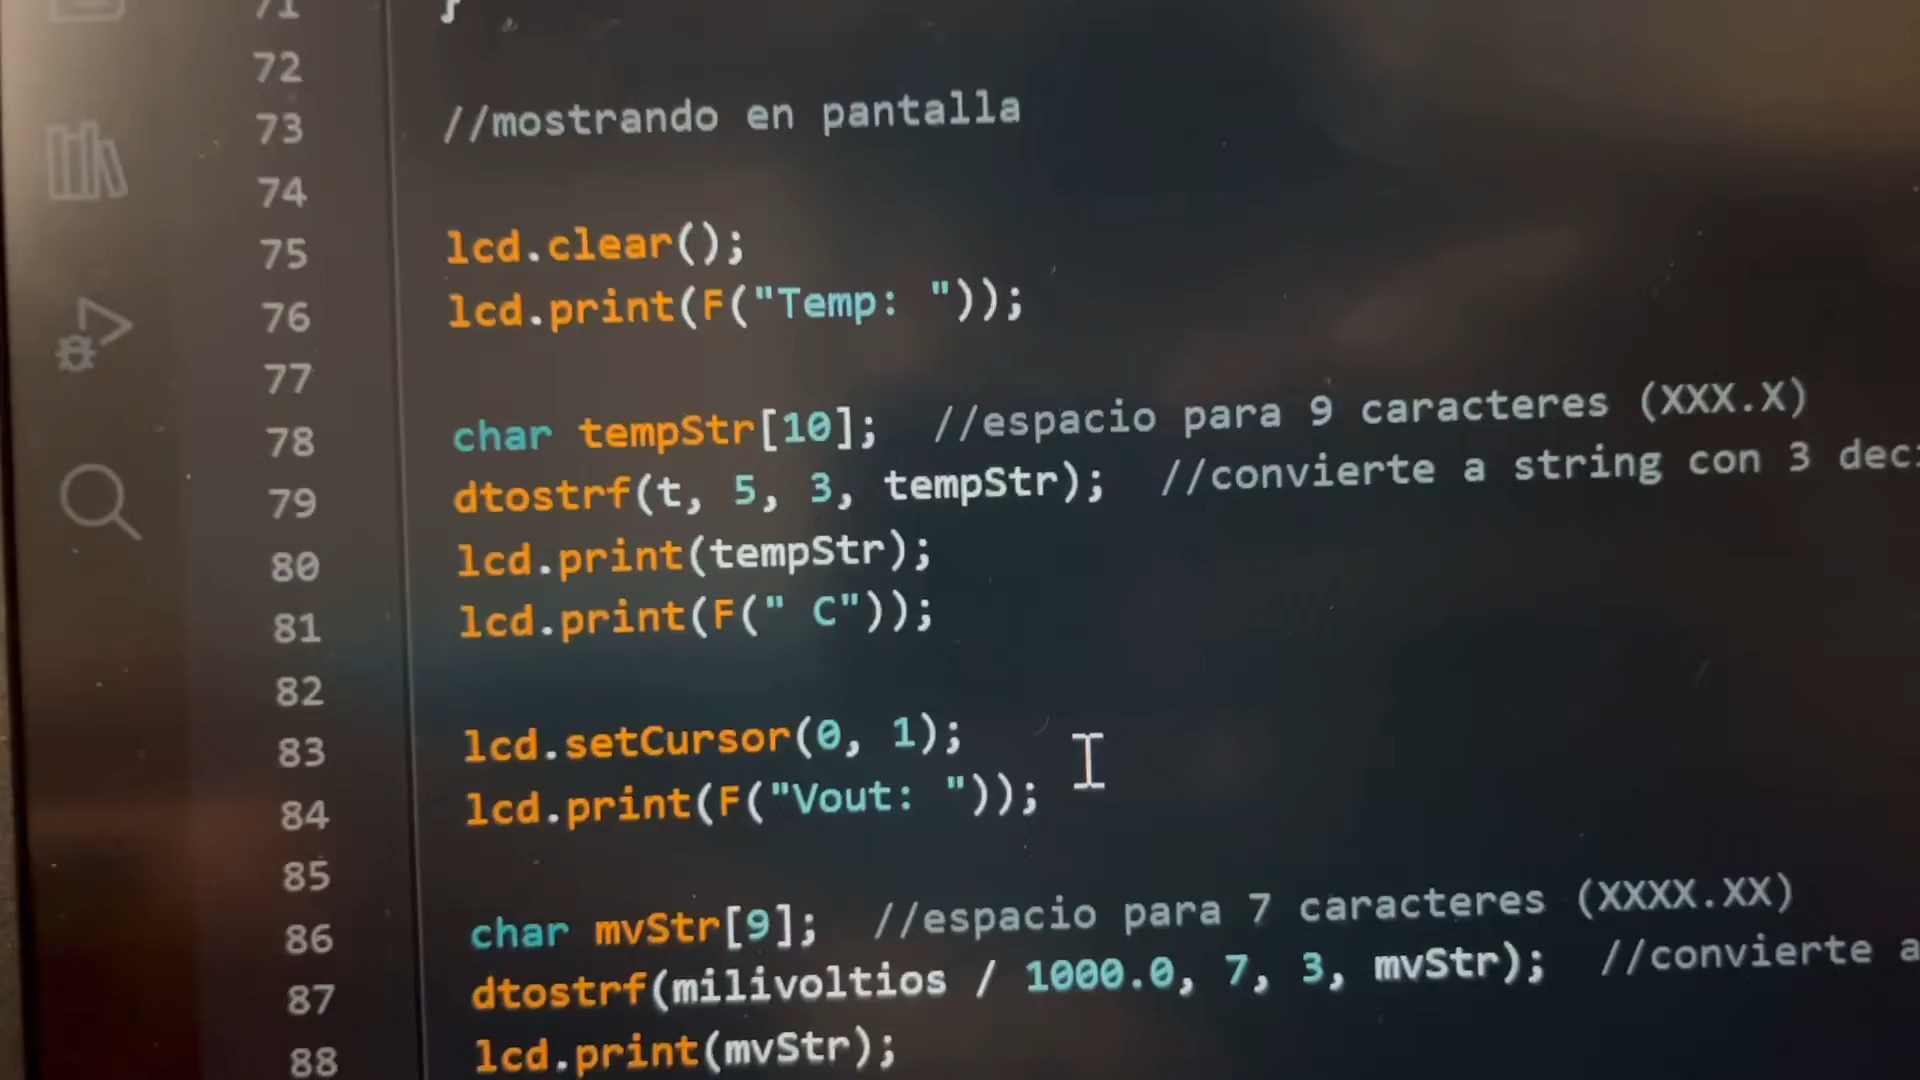 71 }
72
73 //mostrando en pantalla
74
75 lcd.clear();
76 lcd.print(F("Temp: "));
77
78 char tempStr[10]; //espacio para 9 caracteres (XXX.X)
79 dtostrf(t, 5, 3, tempStr); //convierte a string con 3 deci
80 lcd.print(tempStr);
81 lcd.print(F(" C"));
82
83 lcd.setCursor(0, 1);
84 lcd.print(F("Vout: "));
85
86 char mvStr[9]; //espacio para 7 caracteres (XXXX.XX)
87 dtostrf(milivoltios / 1000.0, 7, 3, mvStr); //convierte a
88 lcd.print(mvStr);